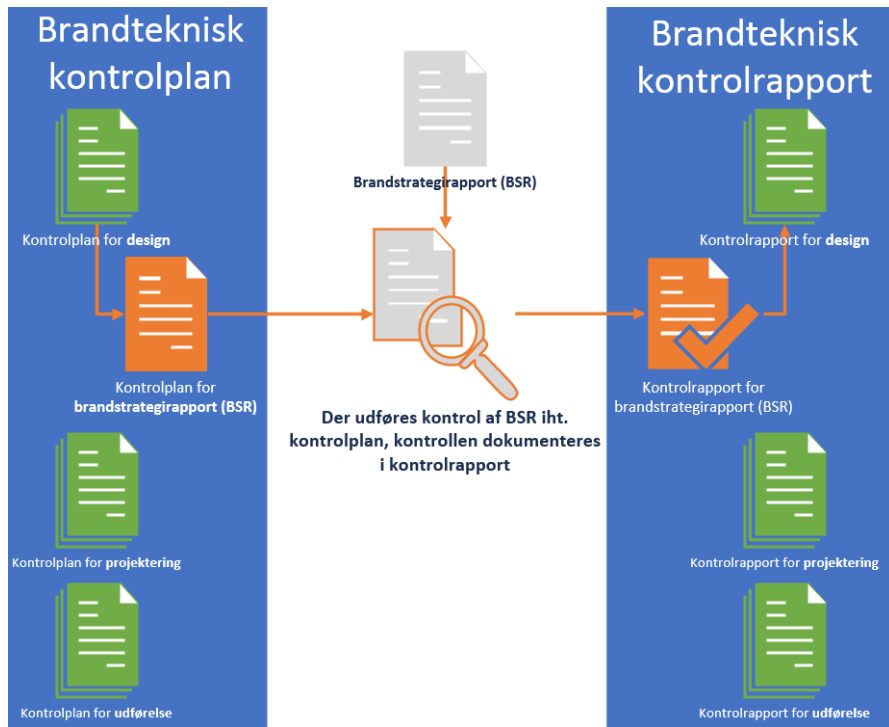 Brandteknisk
kontrolplan
Kontrolplan for design
Kontrolplan for
brandstrategirapport (BSR)
Kontrolplan for projektering
Kontrolplan for udførelse
Brandstrategirapport (BSR)
Der udføres kontrol af BSR iht.
kontrolplan, kontrollen dokumenteres
i kontrolrapport
Brandteknisk
kontrolrapport
Kontrolrapport for design
Kontrolrapport for
brandstrategirapport (BSR)
Kontrolrapport for projektering
Kontrolrapport for udførelse